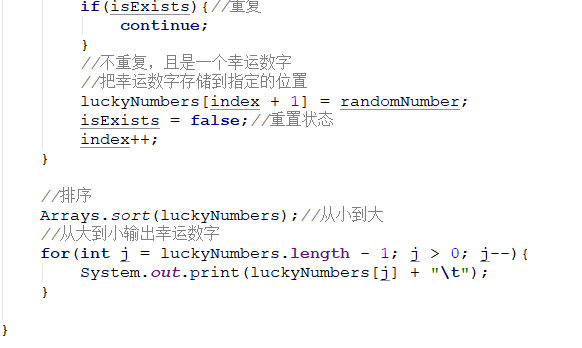 if(isExists){//重复
continue;
}
//不重复，且是一个幸运数字
//把幸运数字存储到指定的位置
luckyNumbers[index + 1] = randomNumber;
isExists = false;//重置状态
index++;
}
//排序
Arrays.sort(luckyNumbers);//从小到大
//从大到小输出幸运数字
for(int j = luckyNumbers.length - 1; j > 0; j--){
System.out.print(luckyNumbers[j] + "\t");
}
}